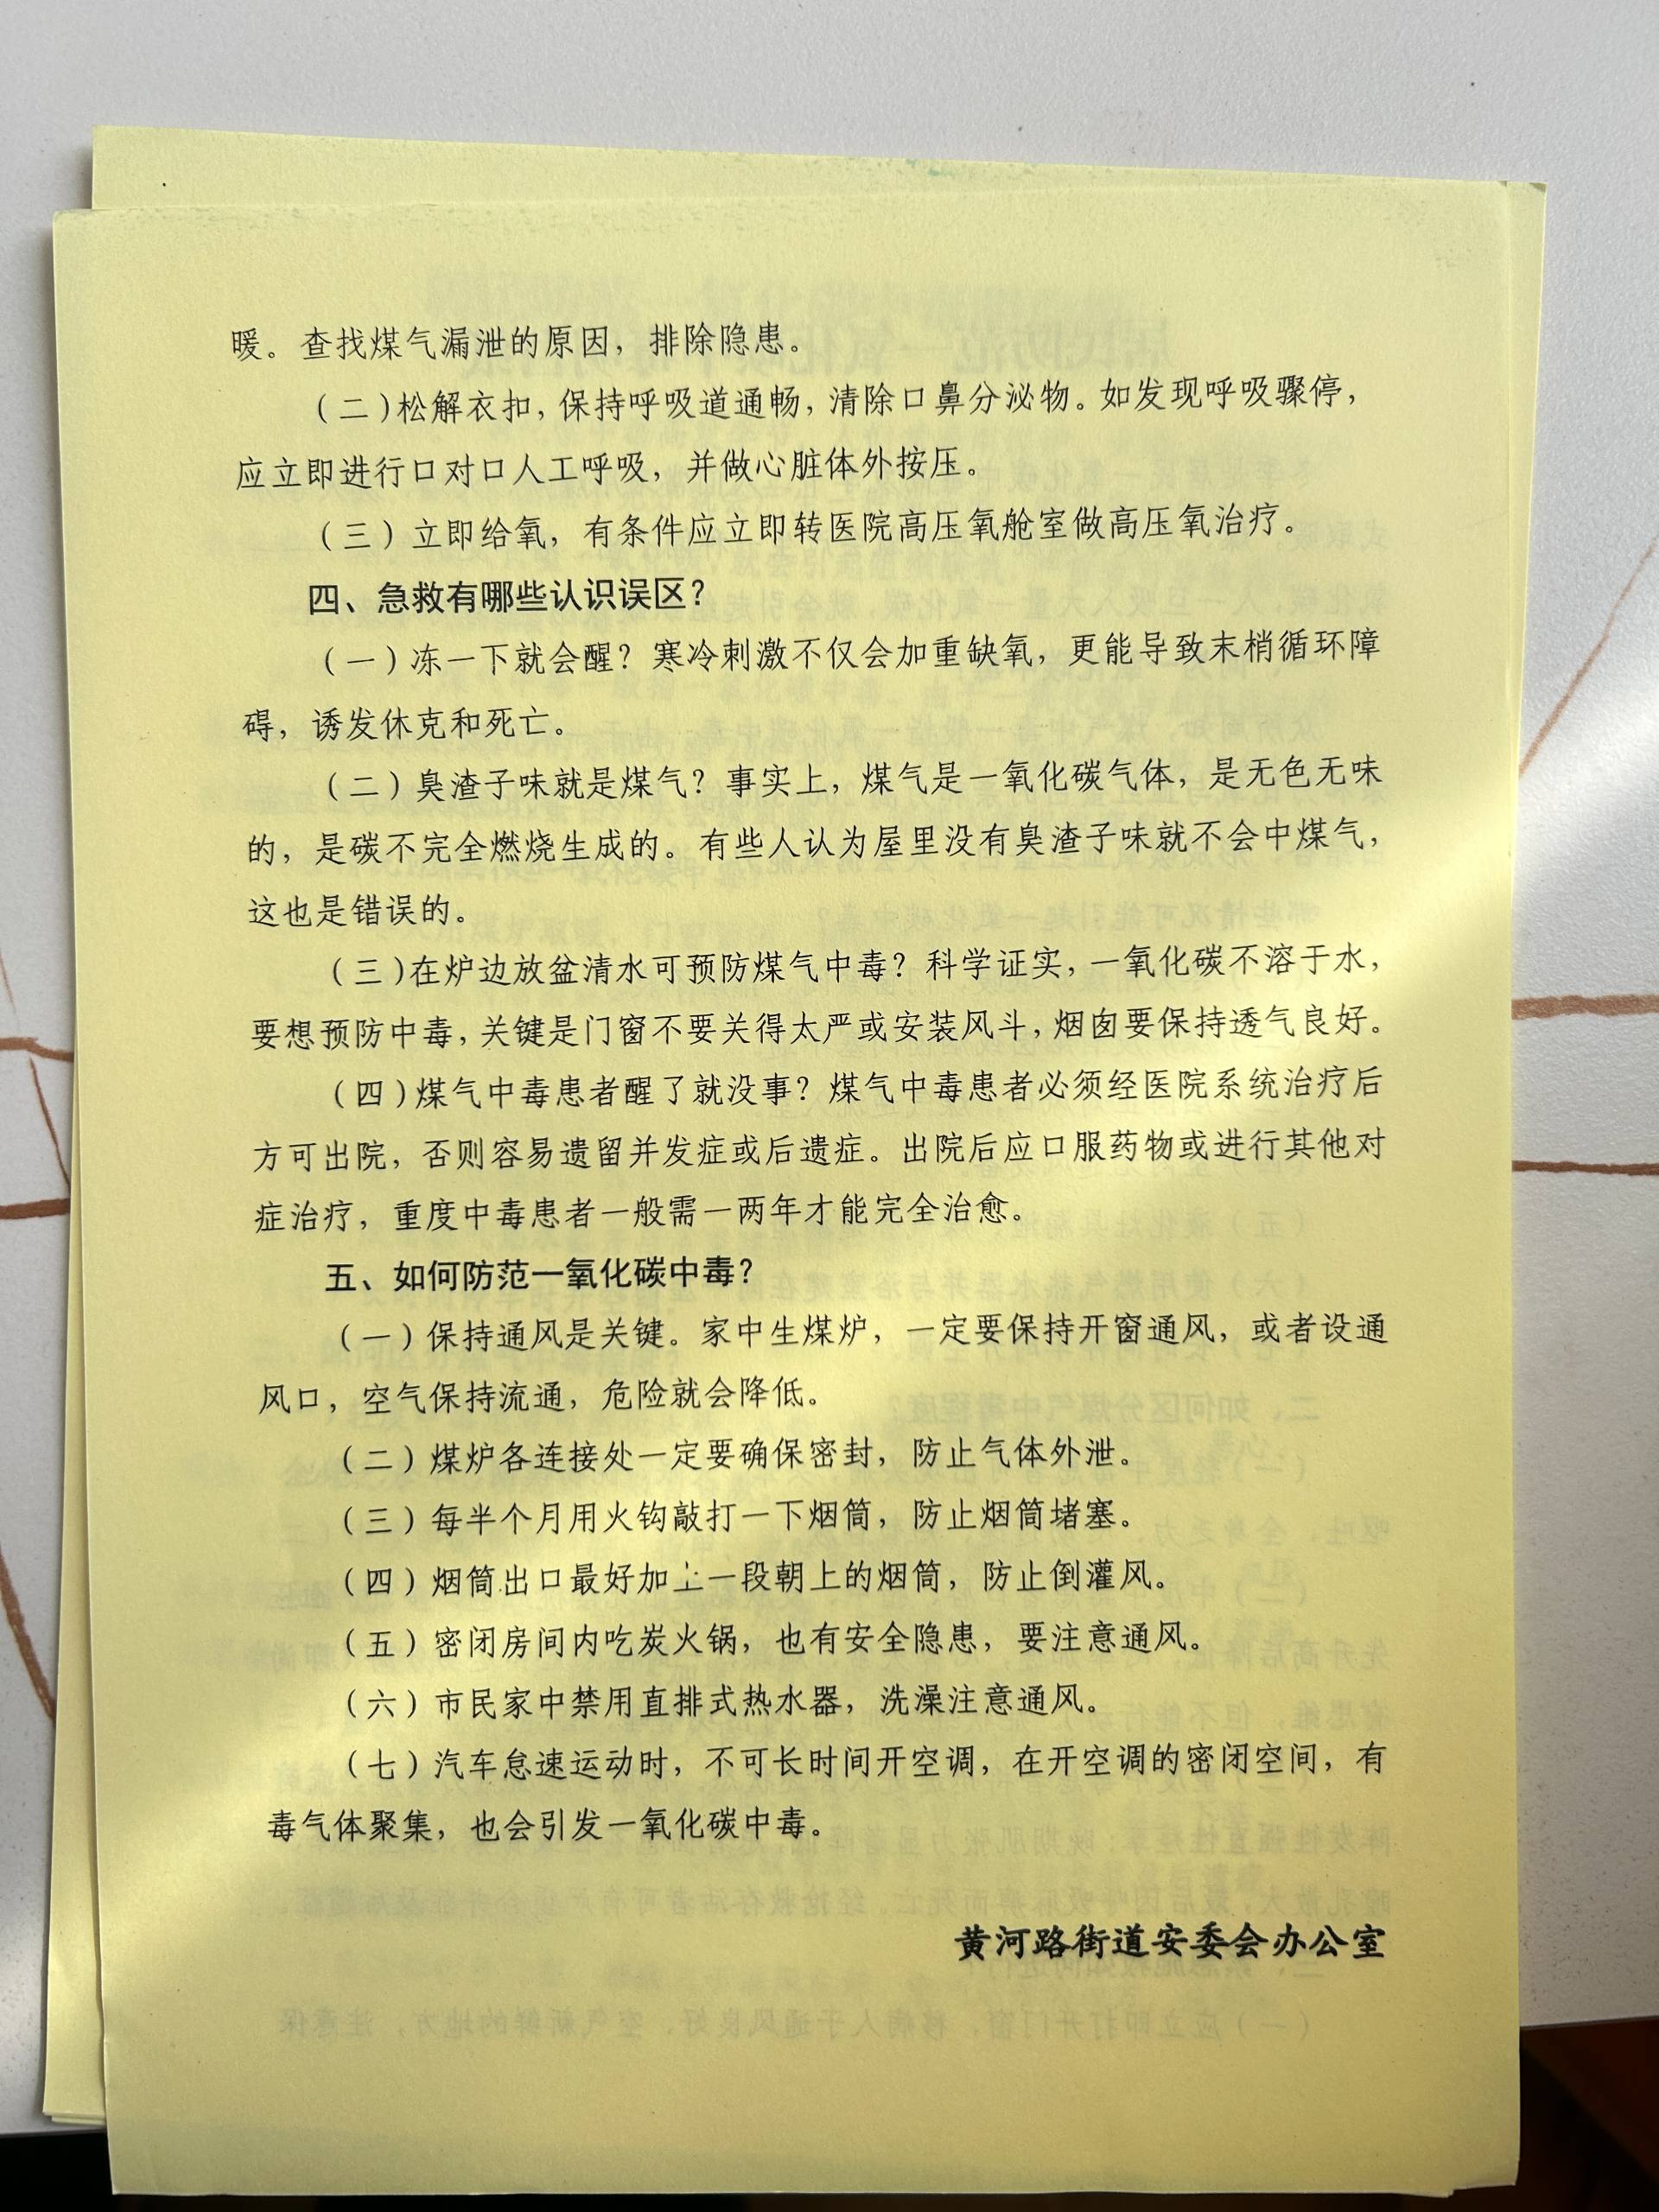 暖。查找煤气漏泄的原因，排除隐患。
（二）松解衣扣，保持呼吸道通畅，清除口鼻分泌物。如发现呼吸骤停，
应立即进行口对口人工呼吸，并做心脏体外按压。
（三）立即给氧，有条件应立即转医院高压氧舱室做高压氧治疗。
四、急救有哪些认识误区？
（一）冻一下就会醒？寒冷刺激不仅会加重缺氧，更能导致末梢循环障
碍，诱发休克和死亡。
（二）臭渣子味就是煤气？事实上，煤气是一氧化碳气体，是无色无味
的，是碳不完全燃烧生成的。有些人认为屋里没有臭渣子味就不会中煤气，
这也是错误的。
（三）在炉边放盆清水可预防煤气中毒？科学证实，一氧化碳不溶于水，
要想预防中毒，关键是门窗不要关得太严或安装风斗，烟囱要保持透气良好。
（四）煤气中毒患者醒了就没事？煤气中毒患者必须经医院系统治疗后
方可出院，否则容易遗留并发症或后遗症。出院后应口服药物或进行其他对
症治疗，重度中毒患者一般需一两年才能完全治愈。
五、如何防范一氧化碳中毒？
（一）保持通风是关键。家中生煤炉，一定要保持开窗通风，或者设通
风口，空气保持流通，危险就会降低。
（二）煤炉各连接处一定要确保密封，防止气体外泄。
（三）每半个月用火钩敲打一下烟筒，防止烟筒堵塞。
（四）烟筒出口最好加上一段朝上的烟筒，防止倒灌风。
（五）密闭房间内吃炭火锅，也有安全隐患，要注意通风。
（六）市民家中禁用直排式热水器，洗澡注意通风。
（七）汽车怠速运动时，不可长时间开空调，在开空调的密闭空间，有
毒气体聚集，也会引发一氧化碳中毒。
黄河路街道安委会办公室